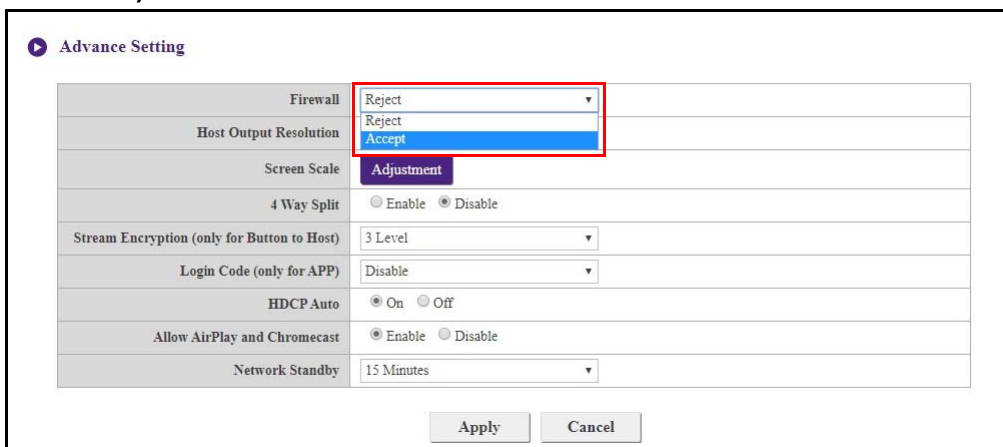 Advance Setting
Firewall Reject
Reject
Host Output Resolution Accept
Screen Scale Adjustment
4 Way Split Enable Disable
Stream Encryption (only for Button to Host) 3 Level
Login Code (only for APP) Disable
HDCP Auto On Off
Allow AirPlay and Chromecast Enable Disable
Network Standby 15 Minutes
Apply Cancel